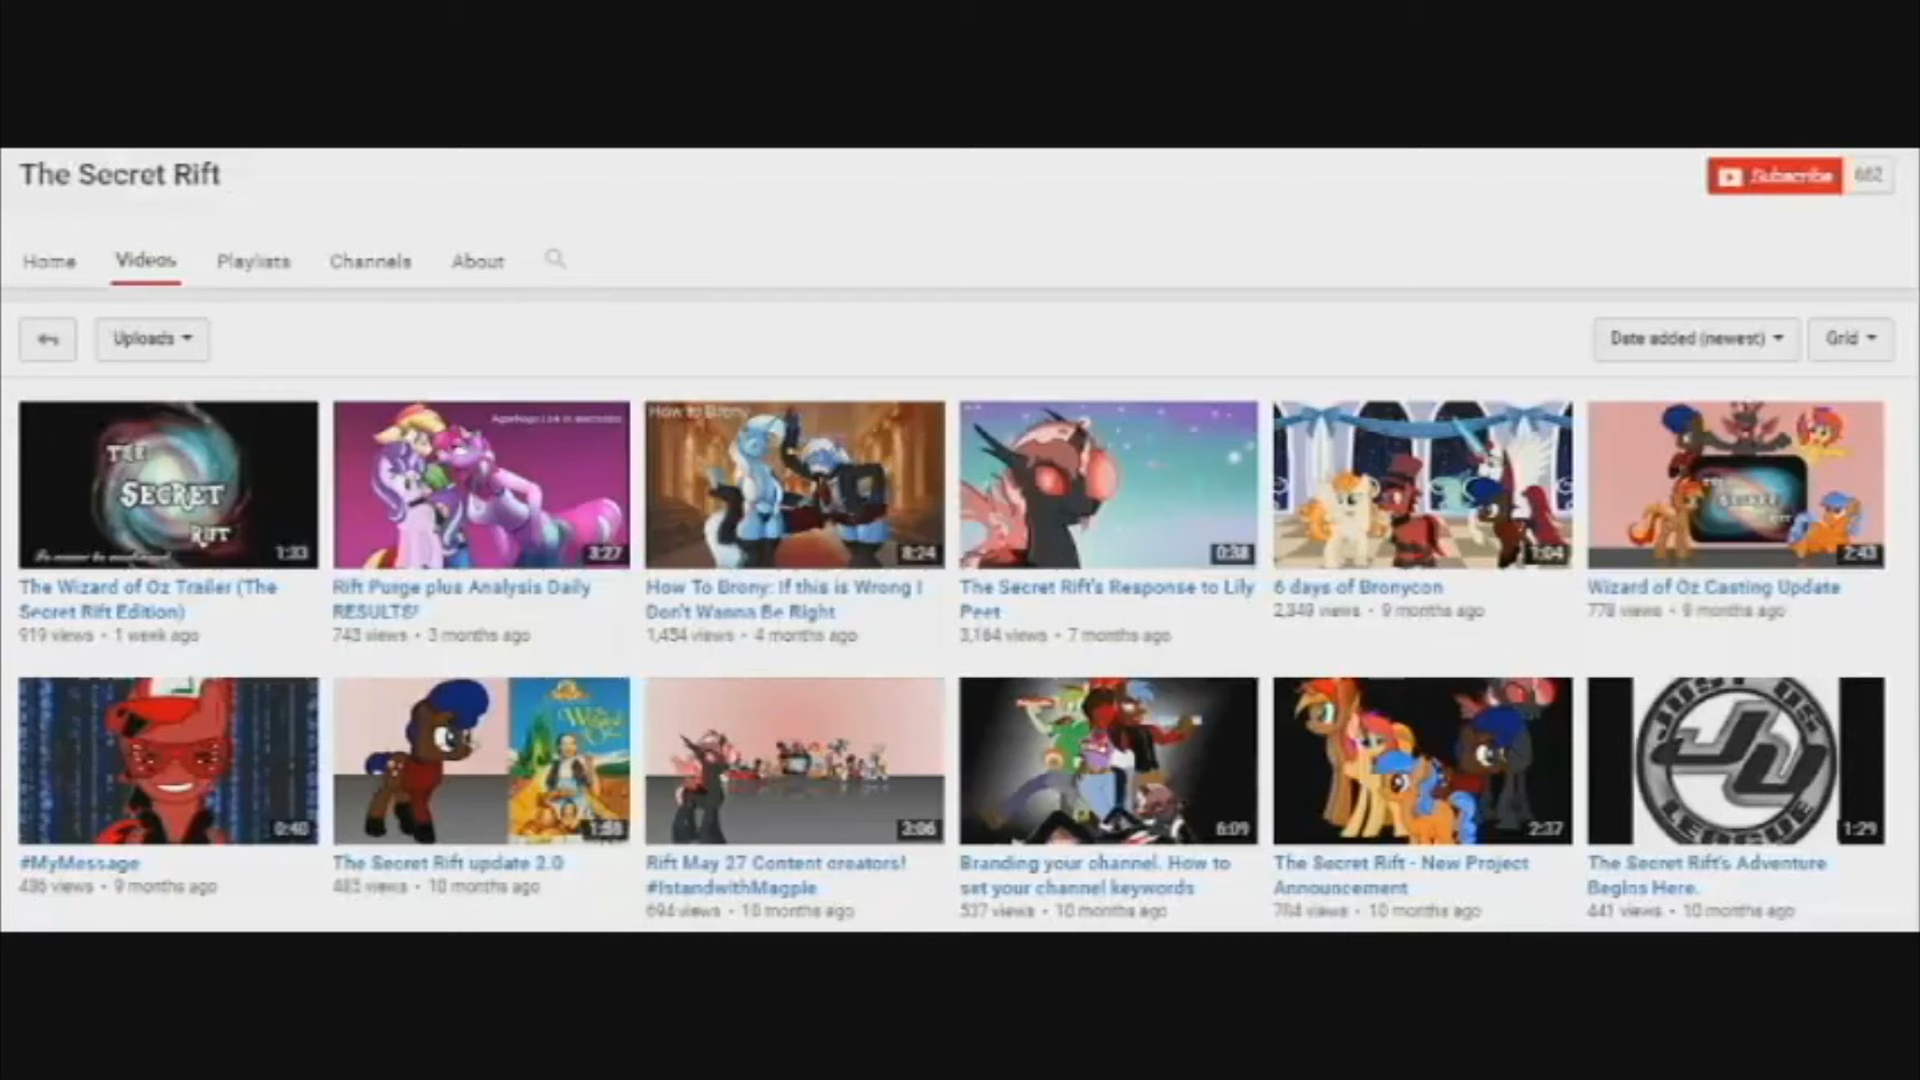 The Secret Rift
Subscribe 662
Home Videos Playlists Channels About
Uploads
Date added (newest) Grid
THE
SECRET
RIFT
1:33
3:27
How to Brony
8:24
0:38
1:04
2:43
The Wizard of Oz Trailer (The
Secret Rift Edition)
919 views • 1 week ago
Rift Purge plus Analysis Daily
RESULTS!
743 views • 3 months ago
How To Brony: If this is Wrong I
Don't Wanna Be Right
1,454 views • 4 months ago
The Secret Rift's Response to Lily
Peet
3,164 views • 7 months ago
6 days of Bronycon
2,349 views • 9 months ago
Wizard of Oz Casting Update
778 views • 9 months ago
0:40
1:58
3:06
6:09
2:37
JUST US
JU
LEAGUE
1:29
#MyMessage
436 views • 9 months ago
The Secret Rift update 2.0
485 views • 10 months ago
Rift May 27 Content creators!
#IstandwithMagpie
694 views • 10 months ago
Branding your channel. How to
set your channel keywords
537 views • 10 months ago
The Secret Rift - New Project
Announcement
784 views • 10 months ago
The Secret Rift's Adventure
Begins Here.
441 views • 10 months ago